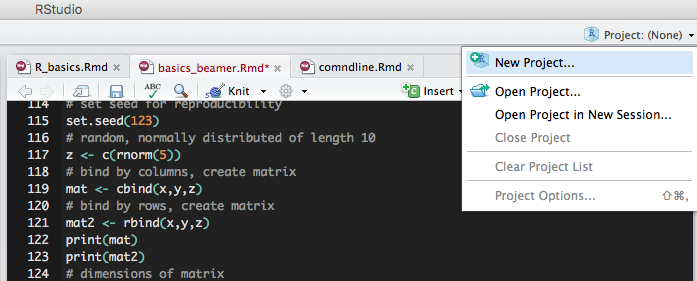 RStudio
Project: (None)
R_basics.Rmd
basics_beamer.Rmd*
comndline.Rmd
New Project...
ABC
Knit
Insert
Open Project...
Open Project in New Session...
Close Project
Clear Project List
Project Options... ⇧⌘,
114 # set seed for reproducibility
115 set.seed(123)
116 # random, normally distributed of length 10
117 z <- c(rnorm(5))
118 # bind by columns, create matrix
119 mat <- cbind(x,y,z)
120 # bind by rows, create matrix
121 mat2 <- rbind(x,y,z)
122 print(mat)
123 print(mat2)
124 # dimensions of matrix